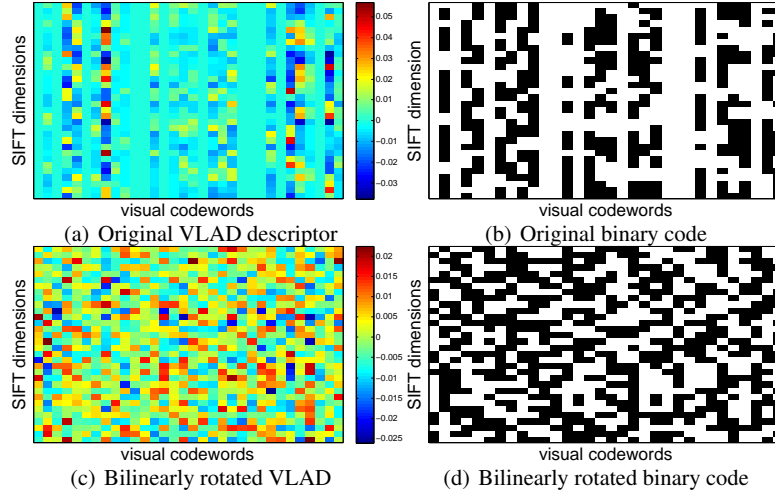 SIFT dimensions
0.05
0.04
0.03
0.02
0.01
0
−0.01
−0.02
−0.03
visual codewords
(a) Original VLAD descriptor
SIFT dimension
visual codewords
(b) Original binary code
SIFT dimensions
0.02
0.015
0.01
0.005
0
−0.005
−0.01
−0.015
−0.02
−0.025
visual codewords
(c) Bilinearly rotated VLAD
SIFT dimensions
visual codewords
(d) Bilinearly rotated binary code